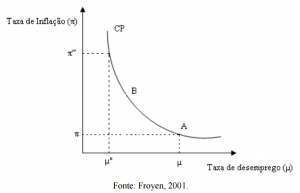 Taxa de Inflação (π)
CP
π"
B
A
π
μ"
μ
Taxa de desemprego (μ)
Fonte: Froyen, 2001.